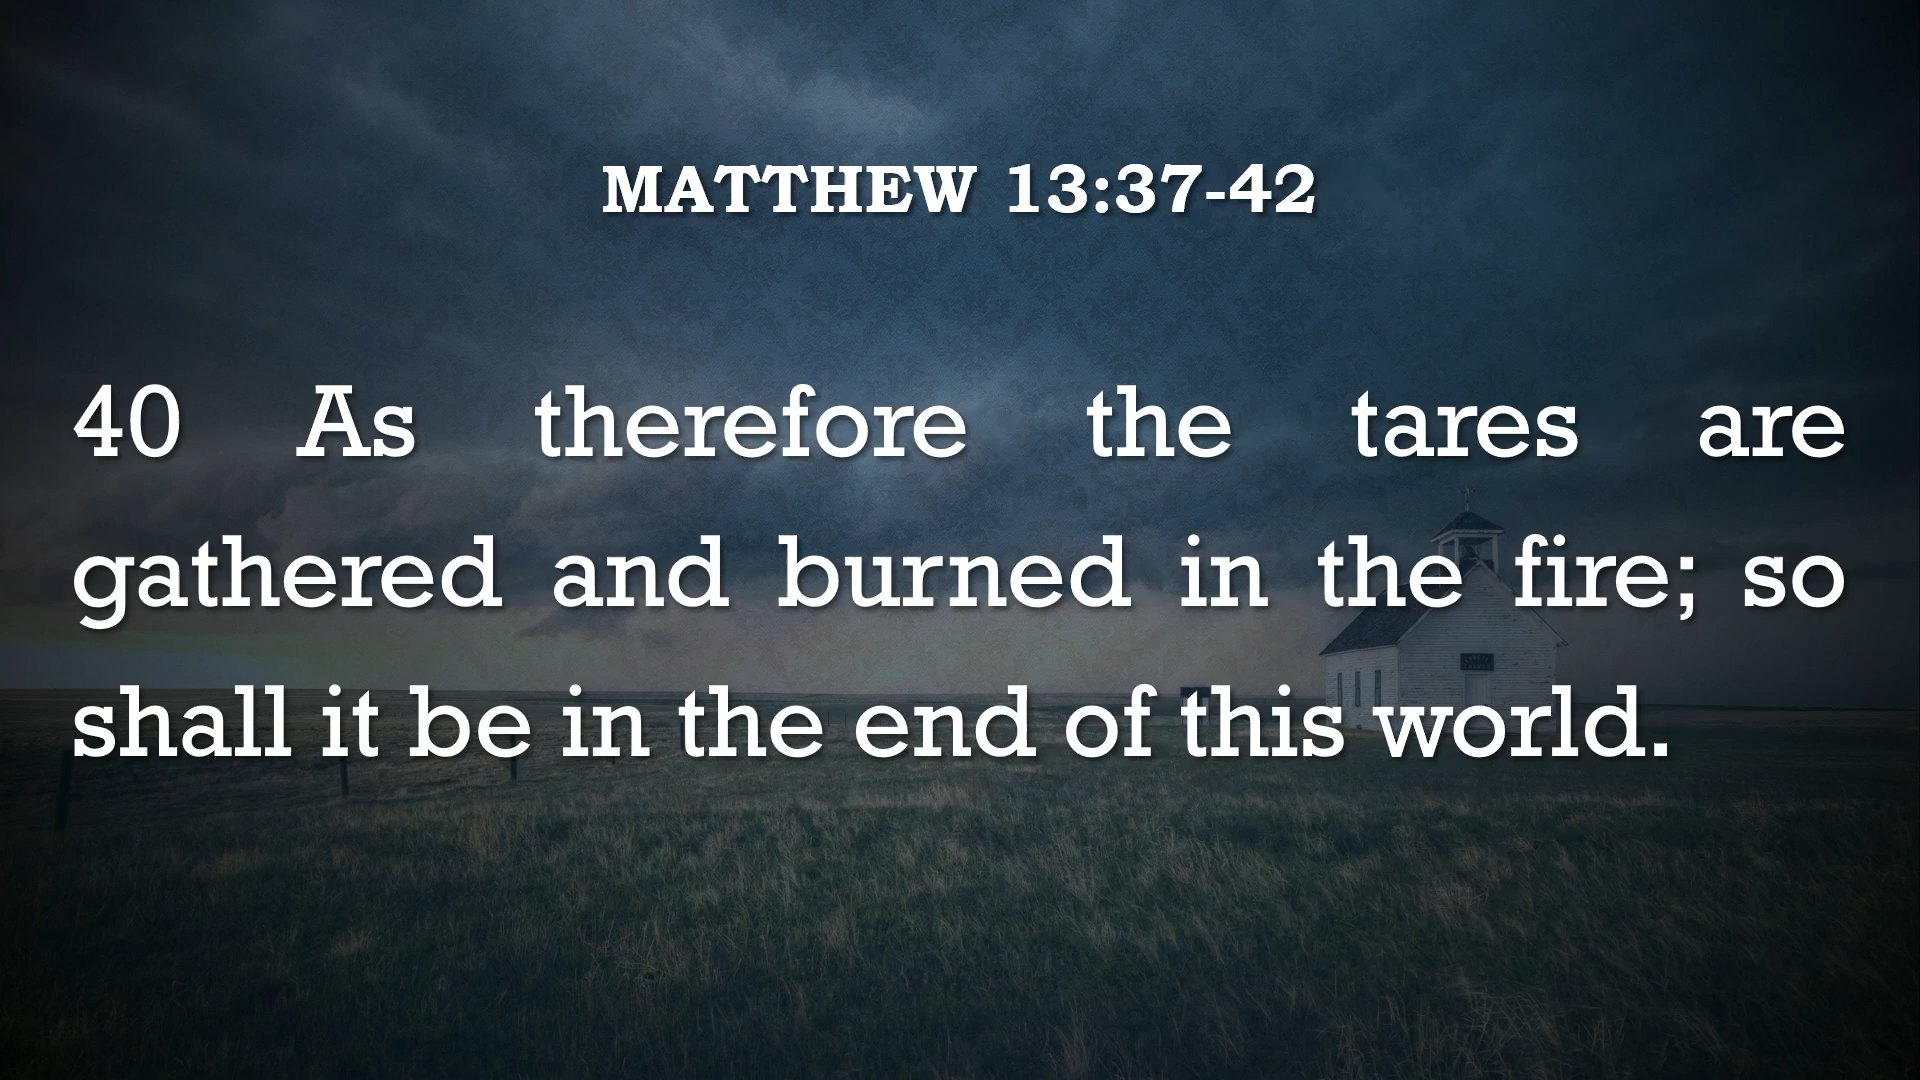 MATTHEW 13:37-42
40 As therefore the tares are
gathered and burned in the fire; so
shall it be in the end of this world.